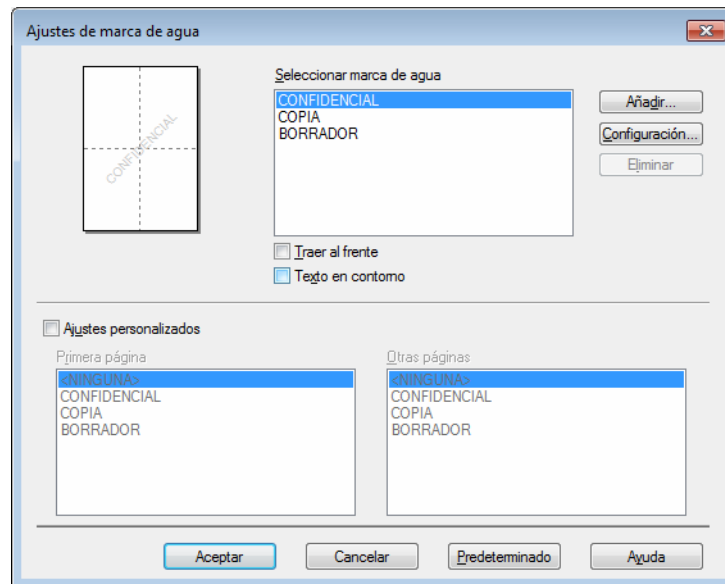 Ajustes de marca de agua
CONFIDENCIAL
Seleccionar marca de agua
CONFIDENCIAL
COPIA
BORRADOR
Añadir...
Configuración...
Eliminar
Traer al frente
Texto en contorno
Ajustes personalizados
Primera página
<NINGUNA>
CONFIDENCIAL
COPIA
BORRADOR
Otras páginas
<NINGUNA>
CONFIDENCIAL
COPIA
BORRADOR
Aceptar
Cancelar
Predeterminado
Ayuda